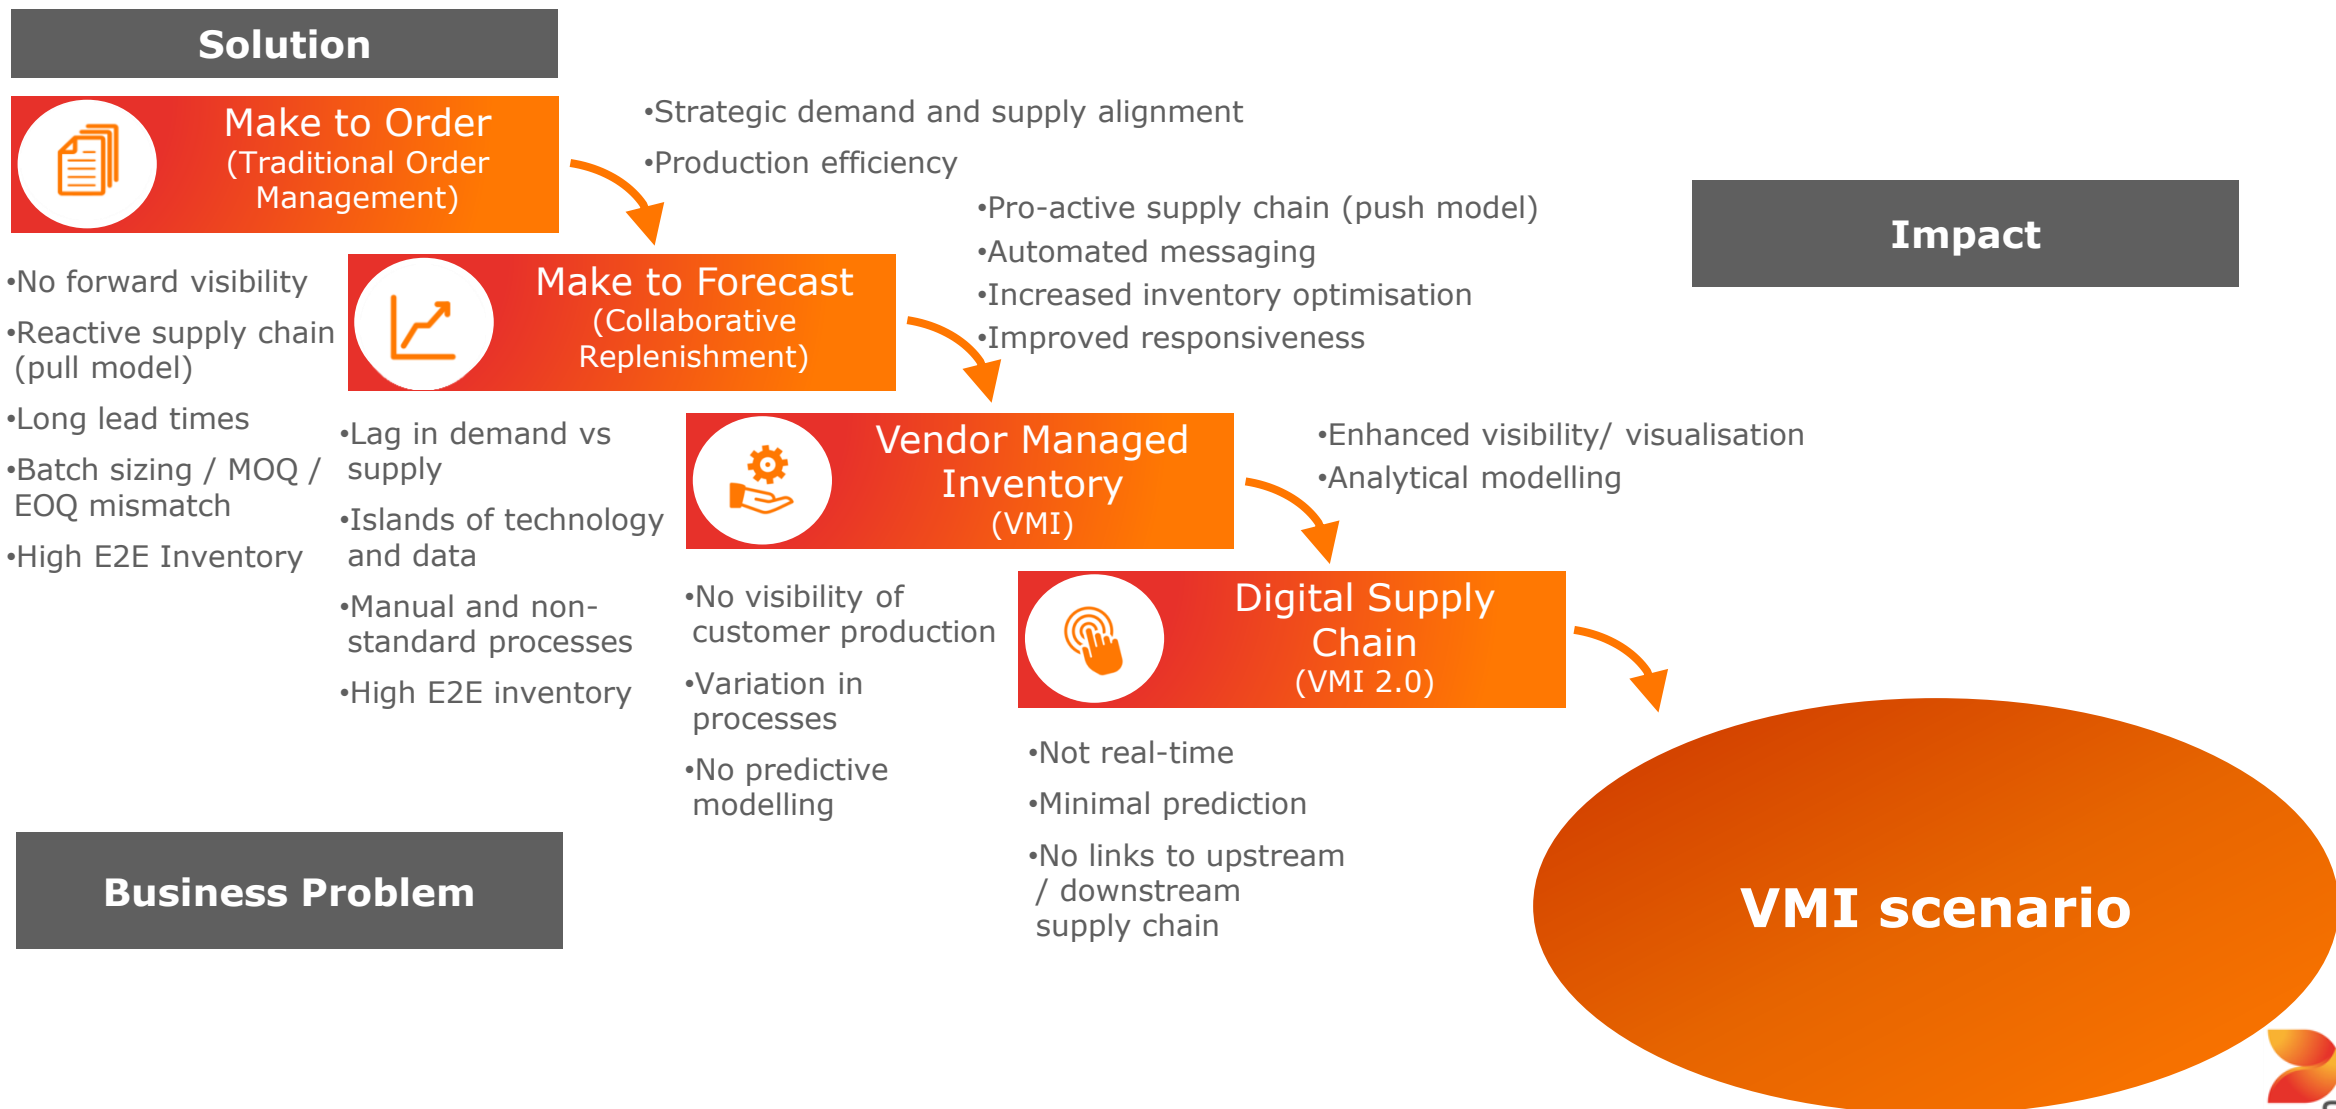 Solution
Make to Order
(Traditional Order
Management)
•Strategic demand and supply alignment
•Production efficiency
•No forward visibility
•Reactive supply chain
(pull model)
•Long lead times
•Batch sizing / MOQ /
EOQ mismatch
•High E2E Inventory
Make to Forecast
(Collaborative
Replenishment)
•Pro-active supply chain (push model)
•Automated messaging
•Increased inventory optimisation
•Improved responsiveness
Impact
•Lag in demand vs
supply
•Islands of technology
and data
•Manual and non-
standard processes
•High E2E inventory
Vendor Managed
Inventory
(VMI)
•Enhanced visibility/ visualisation
•Analytical modelling
•No visibility of
customer production
•Variation in
processes
•No predictive
modelling
Digital Supply
Chain
(VMI 2.0)
•Not real-time
•Minimal prediction
•No links to upstream
/ downstream
supply chain
Business Problem
VMI scenario